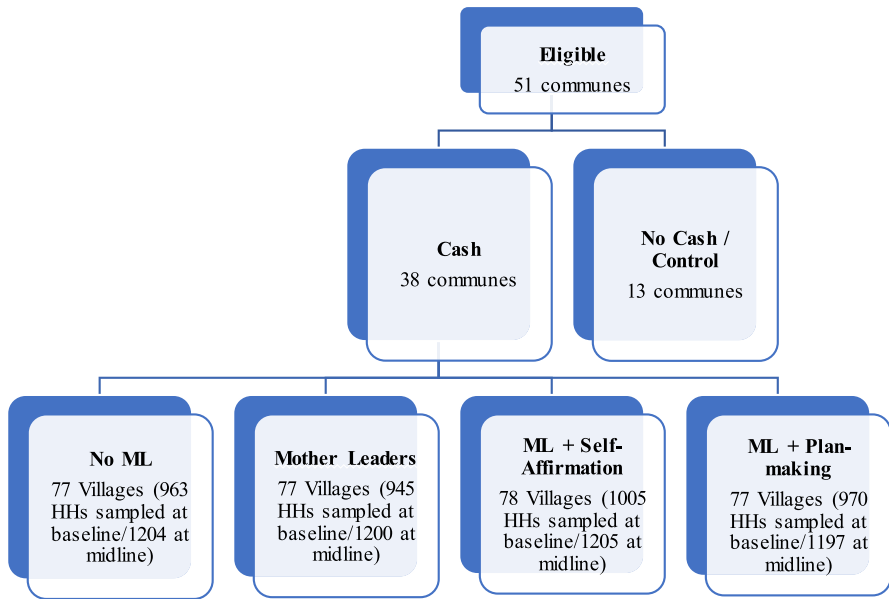 Eligible
51 communes
Cash
38 communes
No Cash /
Control
13 communes
No ML
77 Villages (963
HHs sampled at
baseline/1204 at
midline)
Mother Leaders
77 Villages (945
HHs sampled at
baseline/1200 at
midline)
ML + Self-
Affirmation
78 Villages (1005
HHs sampled at
baseline/1205 at
midline)
ML + Plan-
making
77 Villages (970
HHs sampled at
baseline/1197 at
midline)